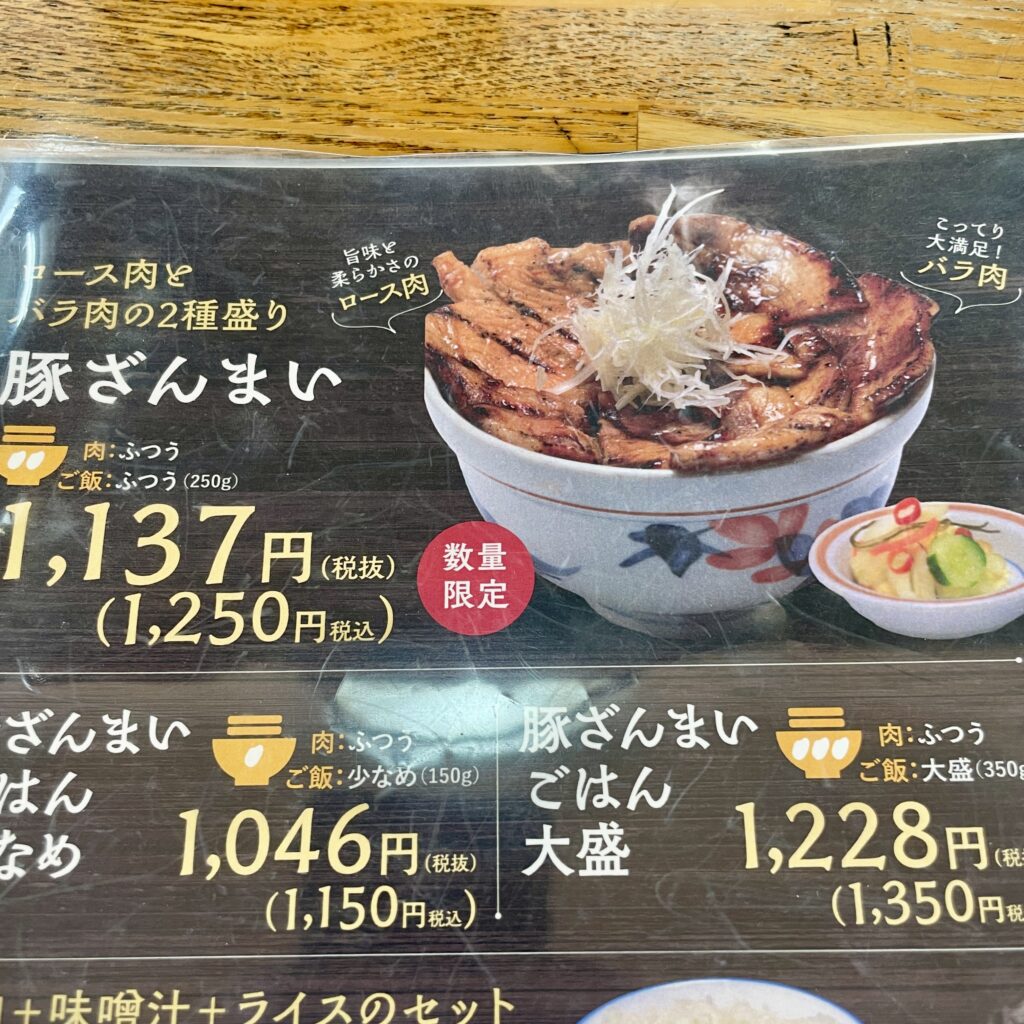 ロース肉と
バラ肉の2種盛り
豚ざんまい
肉:ふつう
ご飯:ふつう(250g)
1,137円(税抜)
(1,250円税込)
旨味と
柔らかさの
ロース肉
こってり
大満足!
バラ肉
数量
限定
ざんまい
はん
なめ
肉:ふつう
ご飯:少なめ(150g)
1,046円(税抜)
(1,150円税込)
豚ざんまい
ごはん
大盛
肉:ふつう
ご飯:大盛(350g
1,228円(税
(1,350円税
+味噌汁+ライスのセット